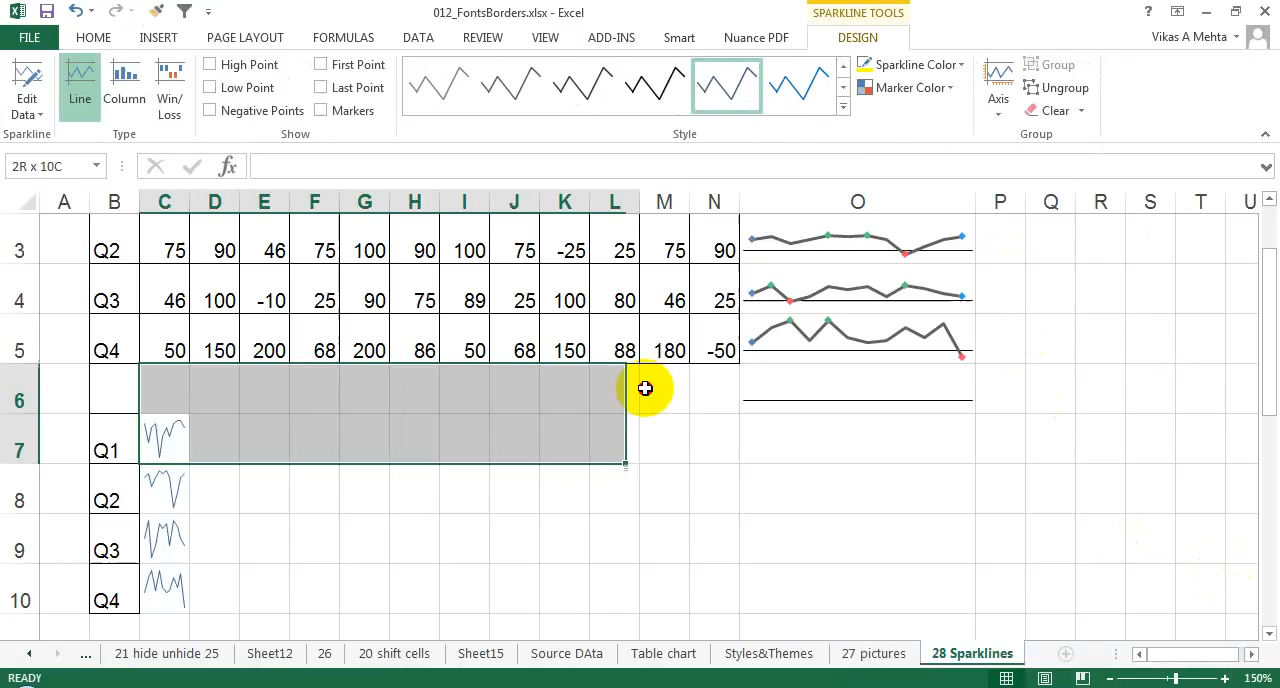 012_FontsBorders.xlsx - Excel
SPARKLINE TOOLS
?
FILE HOME INSERT PAGE LAYOUT FORMULAS DATA REVIEW VIEW ADD-INS Smart Nuance PDF DESIGN Vikas A Mehta
Edit Data
Sparkline
Line
Column
Win/ Loss
Type
High Point First Point
Low Point Last Point
Negative Points Markers
Show
Style
Sparkline Color
Marker Color
Axis
Group
Ungroup
Clear
Group
2R x 10C fx
A B C D E F G H I J K L M N O P Q R S T U
3 Q2 75 90 46 75 100 90 100 75 -25 25 75 90
4 Q3 46 100 -10 25 90 75 89 25 100 80 46 25
5 Q4 50 150 200 68 200 86 50 68 150 88 180 -50
6
7 Q1
8 Q2
9 Q3
10 Q4
... 21 hide unhide 25 Sheet12 26 20 shift cells Sheet15 Source DAta Table chart Styles&Themes 27 pictures 28 Sparklines
READY 150%